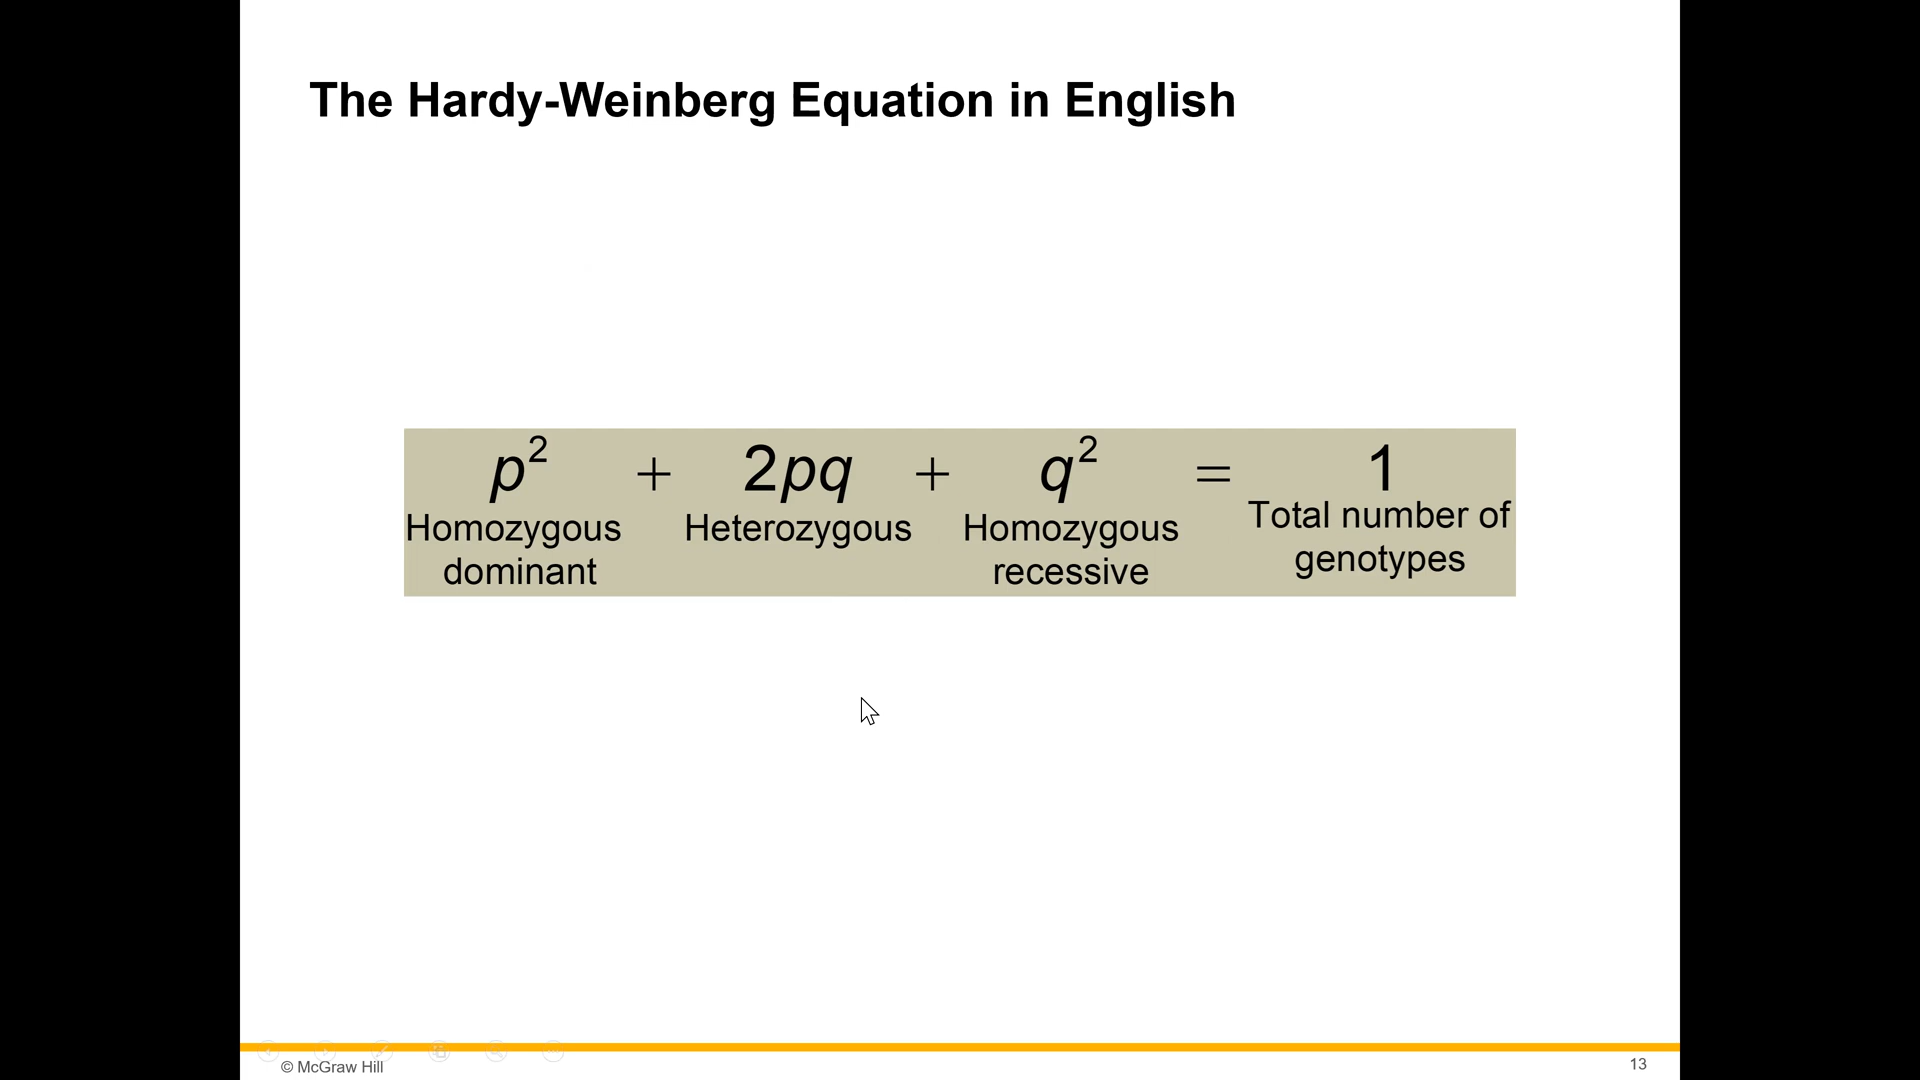 The Hardy-Weinberg Equation in English
p² + 2pq + q² = 1
Homozygous dominant
Heterozygous
Homozygous recessive
Total number of genotypes
© McGraw Hill
13